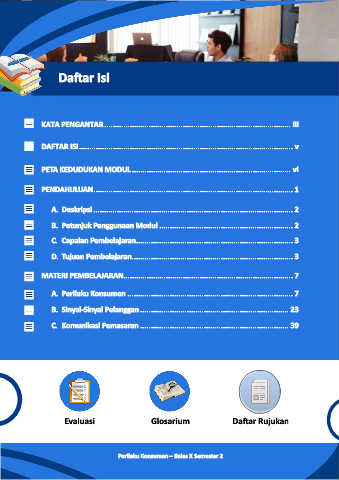 Daftar Isi
KATA PENGANTAR ........ iii
DAFTAR ISI ........ v
PETA KEDUDUKAN MODUL ........ vi
PENDAHULUAN ........ 1
A. Deskripsi ........ 2
B. Petunjuk Penggunaan Modul ........ 2
C. Capaian Pembelajaran ........ 3
D. Tujuan Pembelajaran ........ 3
MATERI PEMBELAJARAN ........ 7
A. Perilaku Konsumen ........ 7
B. Sinyal-Sinyal Pelanggan ........ 23
C. Komunikasi Pemasaran ........ 39
Evaluasi
Glosarium
Daftar Rujukan
Perilaku Konsumen – Kelas X Semester 2